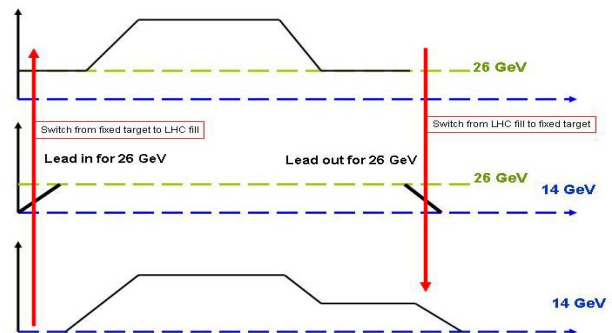 26 GeV
Switch from fixed target to LHC fill
Switch from LHC fill to fixed target
Lead in for 26 GeV
Lead out for 26 GeV
26 GeV
14 GeV
14 GeV